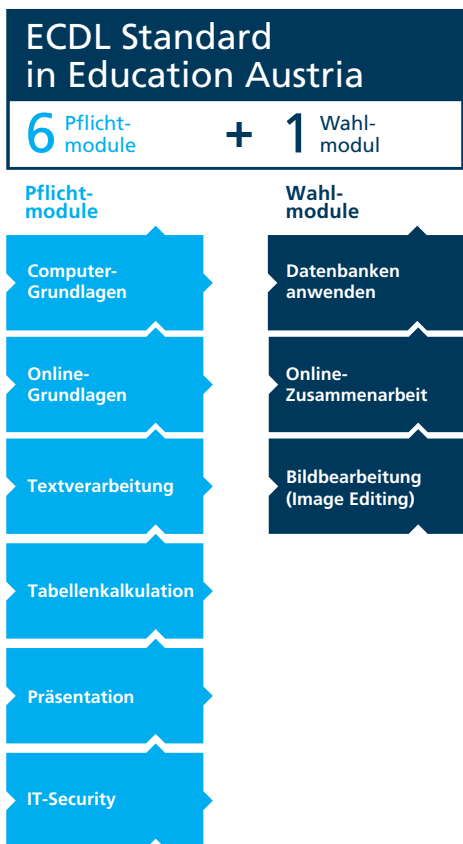 ECDL Standard
in Education Austria
6 Pflicht-
module
+
1 Wahl-
modul
Pflicht-
module
Computer-
Grundlagen
Online-
Grundlagen
Textverarbeitung
Tabellenkalkulation
Präsentation
IT-Security
Wahl-
module
Datenbanken
anwenden
Online-
Zusammenarbeit
Bildbearbeitung
(Image Editing)